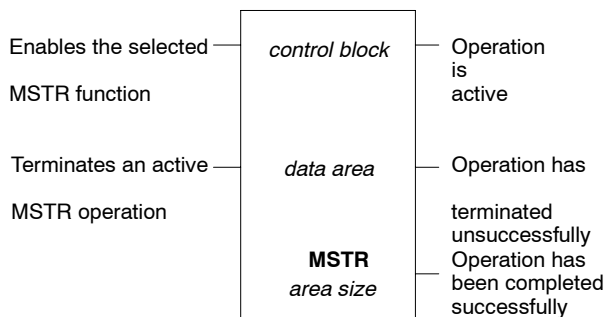 Enables the selected
MSTR function
Terminates an active
MSTR operation
control block
data area
MSTR
area size
Operation
is
active
Operation has
terminated
unsuccessfully
Operation has
been completed
successfully